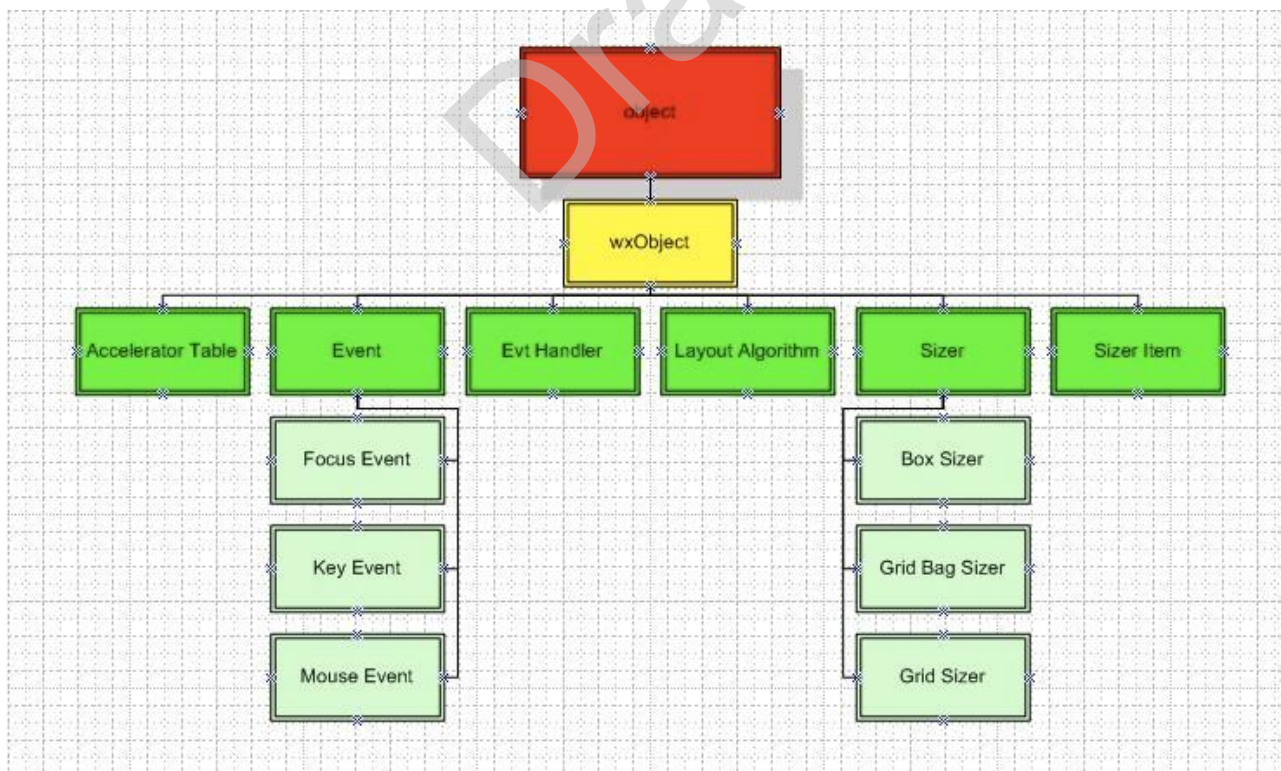 Dra
object
wxObject
Accelerator Table
Event
Evt Handler
Layout Algorithm
Sizer
Sizer Item
Focus Event
Box Sizer
Key Event
Grid Bag Sizer
Mouse Event
Grid Sizer